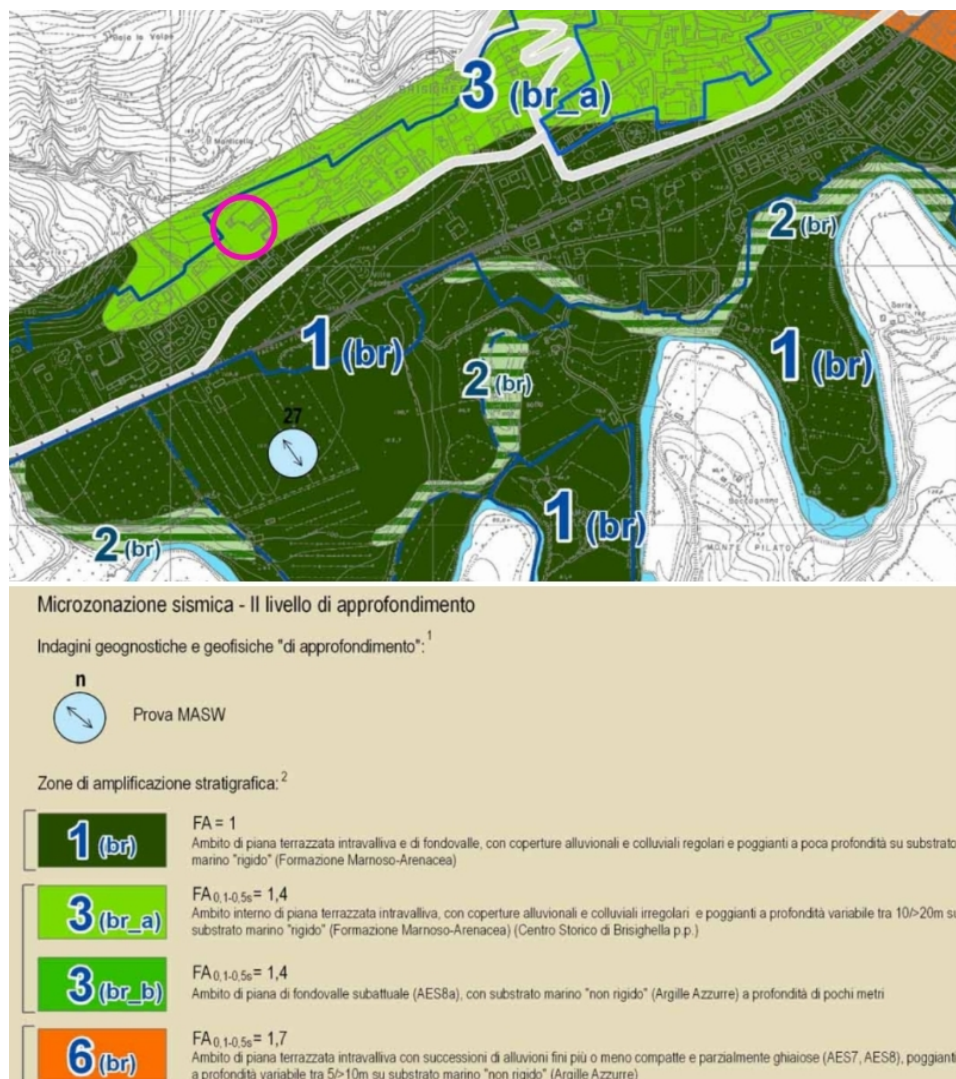 Gola la Volpe
BRISIGHE
3 (br_a)
2 (br)
1 (br)
1 (br)
2 (br)
27
1 (br)
2 (br)
MONTE PILATO
Microzonazione sismica - II livello di approfondimento
Indagini geognostiche e geofisiche "di approfondimento":1
n
Prova MASW
Zone di amplificazione stratigrafica:2
1 (br)
FA = 1
Ambito di piana terrazzata intravalliva e di fondovalle, con coperture alluvionali e colluviali regolari e poggianti a poca profondità su substrato
marino "rigido" (Formazione Marnoso-Arenacea)
3 (br_a)
FA0,1-0,5s= 1,4
Ambito interno di piana terrazzata intravalliva, con coperture alluvionali e colluviali irregolari e poggianti a profondità variabile tra 10/>20m su
substrato marino "rigido" (Formazione Marnoso-Arenacea) (Centro Storico di Brisighella p.p.)
3 (br_b)
FA0,1-0,5s= 1,4
Ambito di piana di fondovalle subattuale (AES8a), con substrato marino "non rigido" (Argille Azzurre) a profondità di pochi metri
6 (br)
FA0,1-0,5s= 1,7
Ambito di piana terrazzata intravalliva con successioni di alluvioni fini più o meno compatte e parzialmente ghiaiose (AES7, AES8), poggianti
a profondità variabile tra 5/>10m su substrato marino "non rigido" (Argille Azzurre)